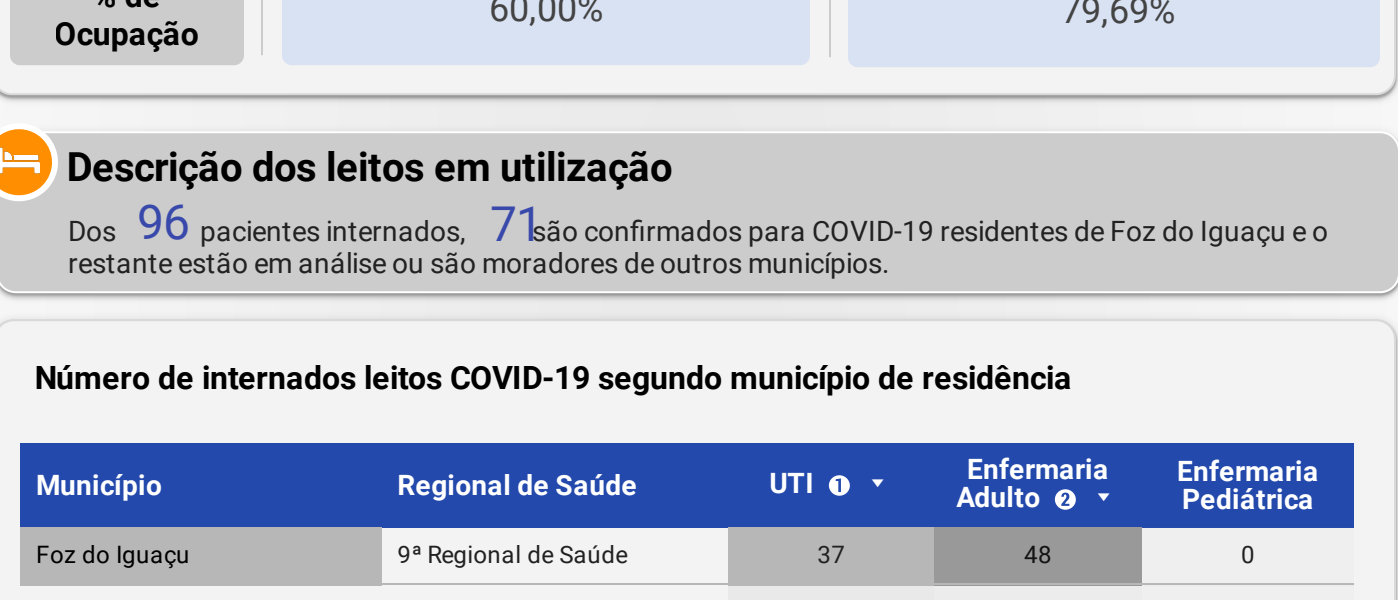 % de
Ocupação
60,00%
79,69%
Descrição dos leitos em utilização
Dos 96 pacientes internados, 71são confirmados para COVID-19 residentes de Foz do Iguaçu e o
restante estão em análise ou são moradores de outros municípios.
Número de internados leitos COVID-19 segundo município de residência
Município Regional de Saúde UTI ❶ Enfermaria Adulto ❷ Enfermaria Pediátrica
Foz do Iguaçu 9ª Regional de Saúde 37 48 0